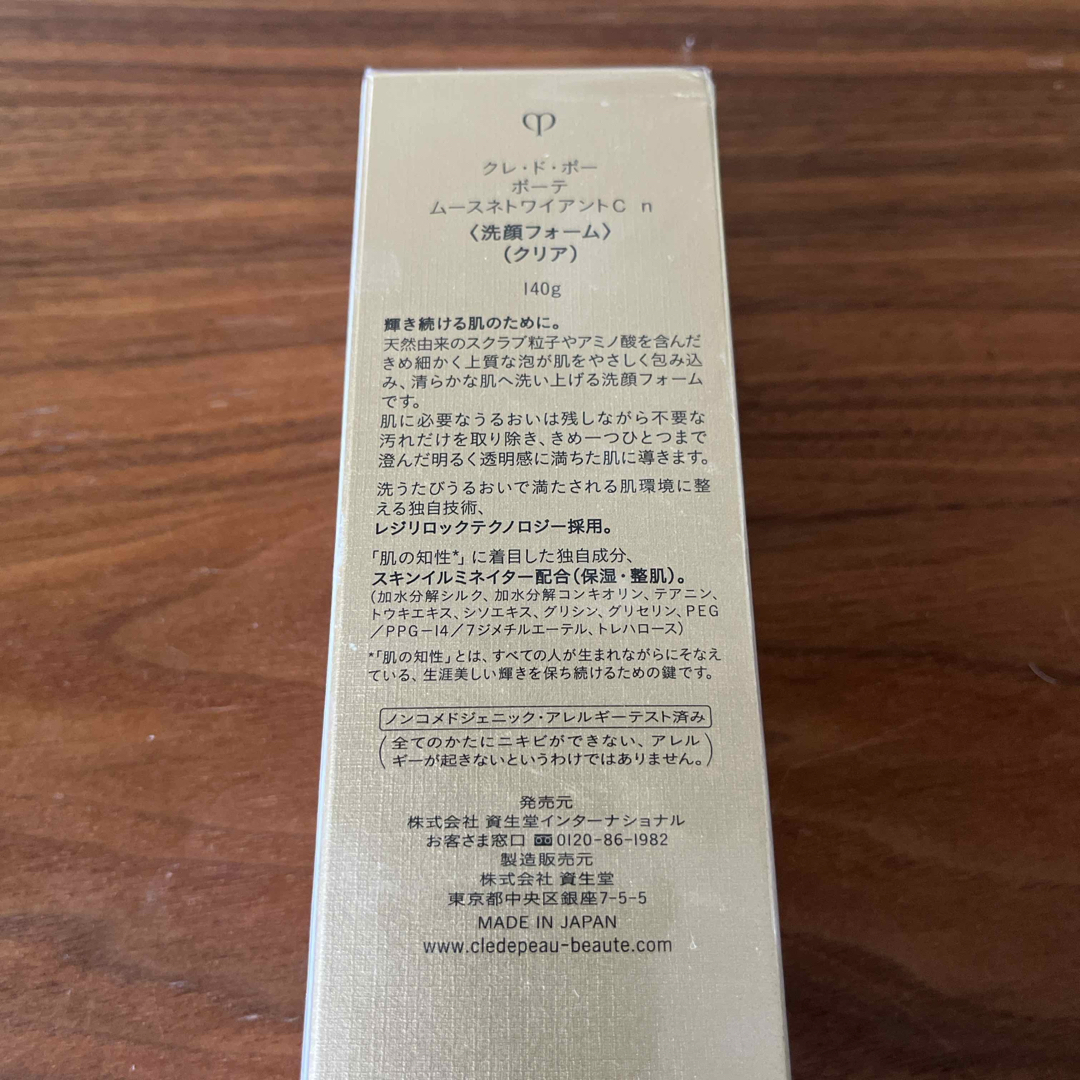 クレ・ド・ポー
ボーテ
ムースネトワイアントC n
〈洗顔フォーム〉
(クリア)
140g
輝き続ける肌のために。
天然由来のスクラブ粒子やアミノ酸を含んだ
きめ細かく上質な泡が肌をやさしく包み込
み、清らかな肌へ洗い上げる洗顔フォーム
です。
肌に必要なうるおいは残しながら不要な
汚れだけを取り除き、きめ一つひとつまで
澄んだ明るく透明感に満ちた肌に導きます。
洗うたびうるおいで満たされる肌環境に整
える独自技術、
レジリロックテクノロジー採用。
「肌の知性*」に着目した独自成分、
スキンイルミネイター配合(保湿・整肌)。
(加水分解シルク、加水分解コンキオリン、テアニン、
トウキエキス、シソエキス、グリシン、グリセリン、PEG
/PPG-14/7ジメチルエーテル、トレハロース)
*「肌の知性」とは、すべての人が生まれながらにそなえ
ている、生涯美しい輝きを保ち続けるための鍵です。
ノンコメドジェニック・アレルギーテスト済み
(全てのかたにニキビができない、アレル
ギーが起きないというわけではありません。)
発売元
株式会社 資生堂インターナショナル
お客さま窓口 0120-86-1982
製造販売元
株式会社 資生堂
東京都中央区銀座7-5-5
MADE IN JAPAN
www.cledepeau-beaute.com